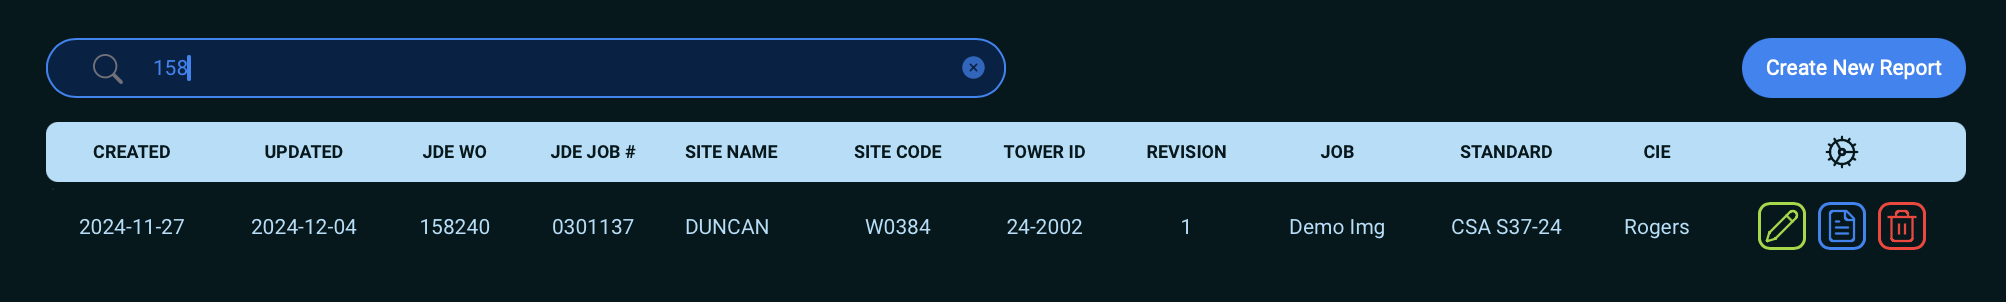 158
Create New Report
CREATED UPDATED JDE WO JDE JOB # SITE NAME SITE CODE TOWER ID REVISION JOB STANDARD CIE
2024-11-27 2024-12-04 158240 0301137 DUNCAN W0384 24-2002 1 Demo Img CSA S37-24 Rogers